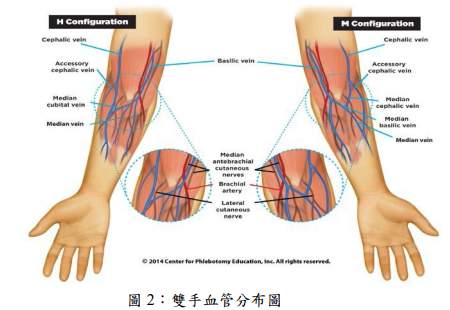 H Configuration
M Configuration
Cephalic vein
Accessory
cephalic vein
Median
cubital vein
Median vein
Basilic vein
Cephalic vein
Accessory
cephalic vein
Median
cephalic vein
Median
basilic vein
Median vein
Median
antebrachial
cutaneous
nerves
Brachial
artery
Lateral
cutaneous
nerve
© 2014 Center for Phlebotomy Education, Inc. All rights reserved.
圖 2：雙手血管分布圖